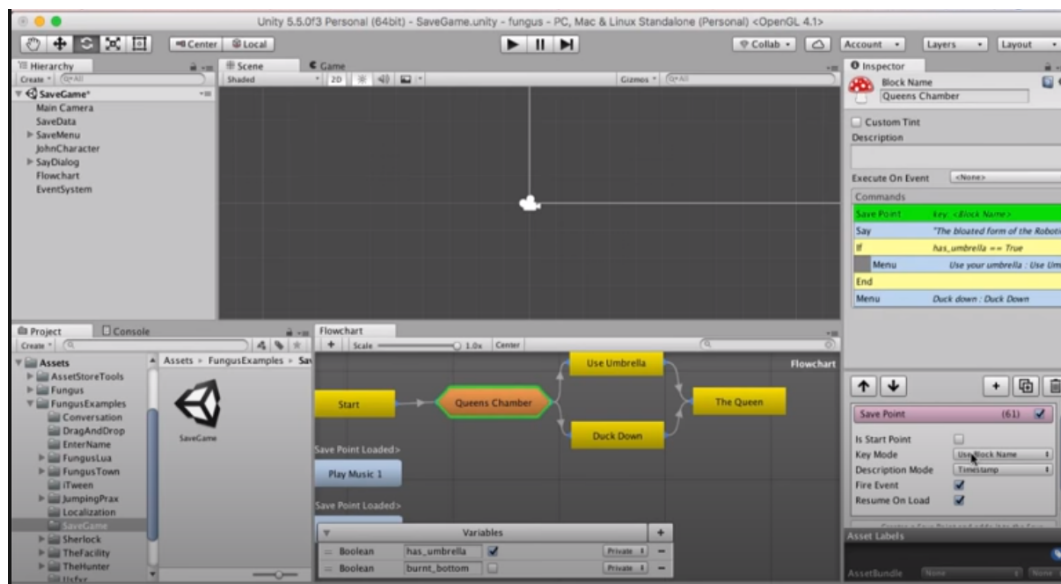 Unity 5.5.0f3 Personal (64bit) - SaveGame.unity - fungus - PC, Mac & Linux Standalone (Personal) <OpenGL 4.1>
Center Local Collab Account Layers Layout
Hierarchy
Create All
SaveGame*
Main Camera
SaveData
SaveMenu
JohnCharacter
SayDialog
Flowchart
EventSystem
Scene Game
Shaded 2D Gizmos All
Inspector
Block Name
Queens Chamber
Custom Tint
Description
Execute On Event <None>
Commands
Save Point Key: <Block Name>
Say "The bloated form of the Roboti
If has_umbrella == True
Menu Use your umbrella : Use Um
End
Menu Duck down : Duck Down
Save Point (61)
Is Start Point
Key Mode Use Block Name
Description Mode Timestamp
Fire Event
Resume On Load
Asset Labels
AssetBundle None None
Project Console
Create
Assets
AssetStoreTools
Fungus
FungusExamples
Conversation
DragAndDrop
EnterName
FungusLua
FungusTown
iTween
JumpingPrax
Localization
SaveGame
Sherlock
TheFacility
TheHunter
Assets FungusExamples Sav
SaveGame
Flowchart
Scale 1.0x Center
Flowchart
Start
Queens Chamber
Use Umbrella
Duck Down
The Queen
Save Point Loaded>
Play Music 1
Save Point Loaded>
Variables
Boolean has_umbrella Private
Boolean burnt_bottom Private